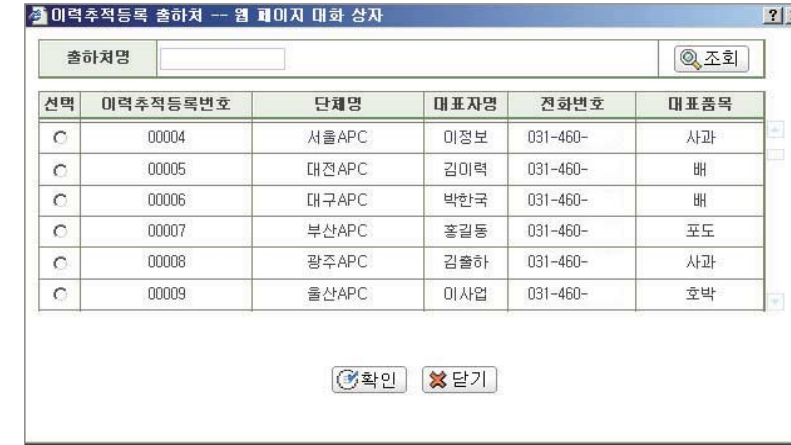 이력추적등록 출하처 -- 웹 페이지 대화 상자
출하처명 조회
선택 이력추적등록번호 단체명 대표자명 전화번호 대표품목
00004 서울APC 이정보 031-460- 사과
00005 대전APC 김이력 031-460- 배
00006 대구APC 박한국 031-460- 배
00007 부산APC 홍길동 031-460- 포도
00008 광주APC 김출하 031-460- 사과
00009 울산APC 이사업 031-460- 호박
확인 닫기